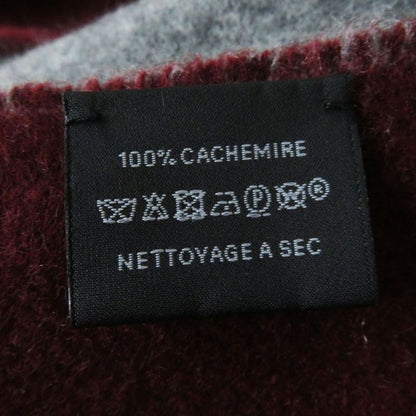 100% CACHEMIRE
P ®
NETTOYAGE A SEC